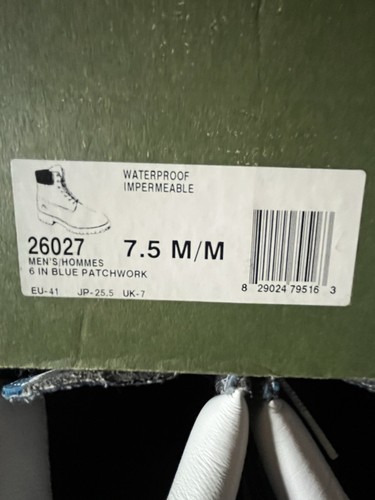 WATERPROOF
IMPERMEABLE
26027
7.5 M/M
MEN'S/HOMMES
6 IN BLUE PATCHWORK
EU-41 JP-25.5 UK-7
8 29024 79516 3